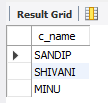 Result Grid
c_name
SANDIP
SHIVANI
MINU